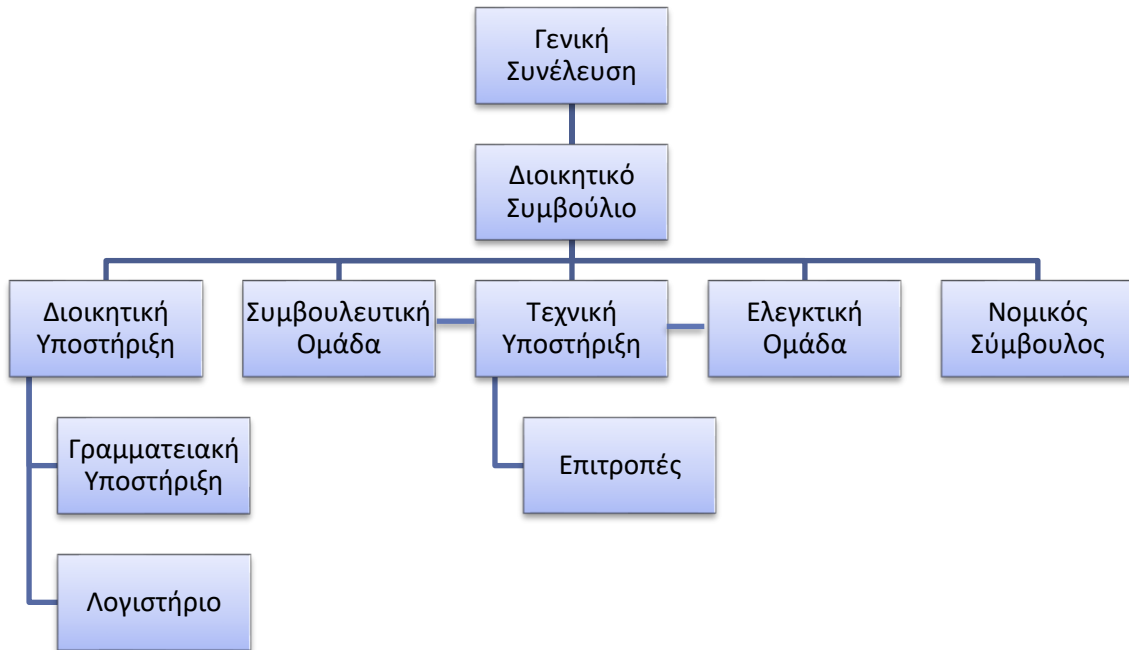 Γενική
Συνέλευση
Διοικητικό
Συμβούλιο
Διοικητική
Υποστήριξη
Συμβουλευτική
Ομάδα
Τεχνική
Υποστήριξη
Ελεγκτική
Ομάδα
Νομικός
Σύμβουλος
Γραμματειακή
Υποστήριξη
Επιτροπές
Λογιστήριο